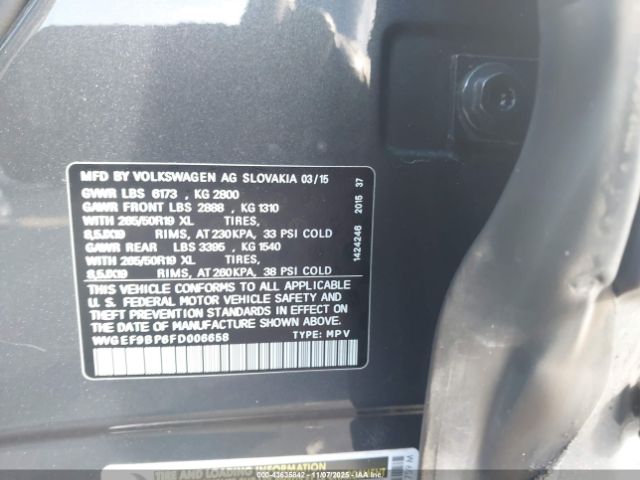 MFD BY VOLKSWAGEN AG SLOVAKIA 03/15
GVWR LBS 6173 , KG 2800
GAWR FRONT LBS 2888 , KG 1310
WITH 265/50R19 XL TIRES,
8,5JX19 RIMS, AT 230KPA, 33 PSI COLD
GAWR REAR LBS 3395 , KG 1540
WITH 265/50R19 XL TIRES,
8,5JX19 RIMS, AT 260KPA, 38 PSI COLD
THIS VEHICLE CONFORMS TO ALL APPLICABLE
U. S. FEDERAL MOTOR VEHICLE SAFETY AND
THEFT PREVENTION STANDARDS IN EFFECT ON
THE DATE OF MANUFACTURE SHOWN ABOVE.
WVGEF9BP6FD006658 TYPE: MPV
1424246 2015 37
TIRE AND LOADING INFORMATION
© COPYRIGHT
00-43635842 - 11/07/2025 - IAA Inc.